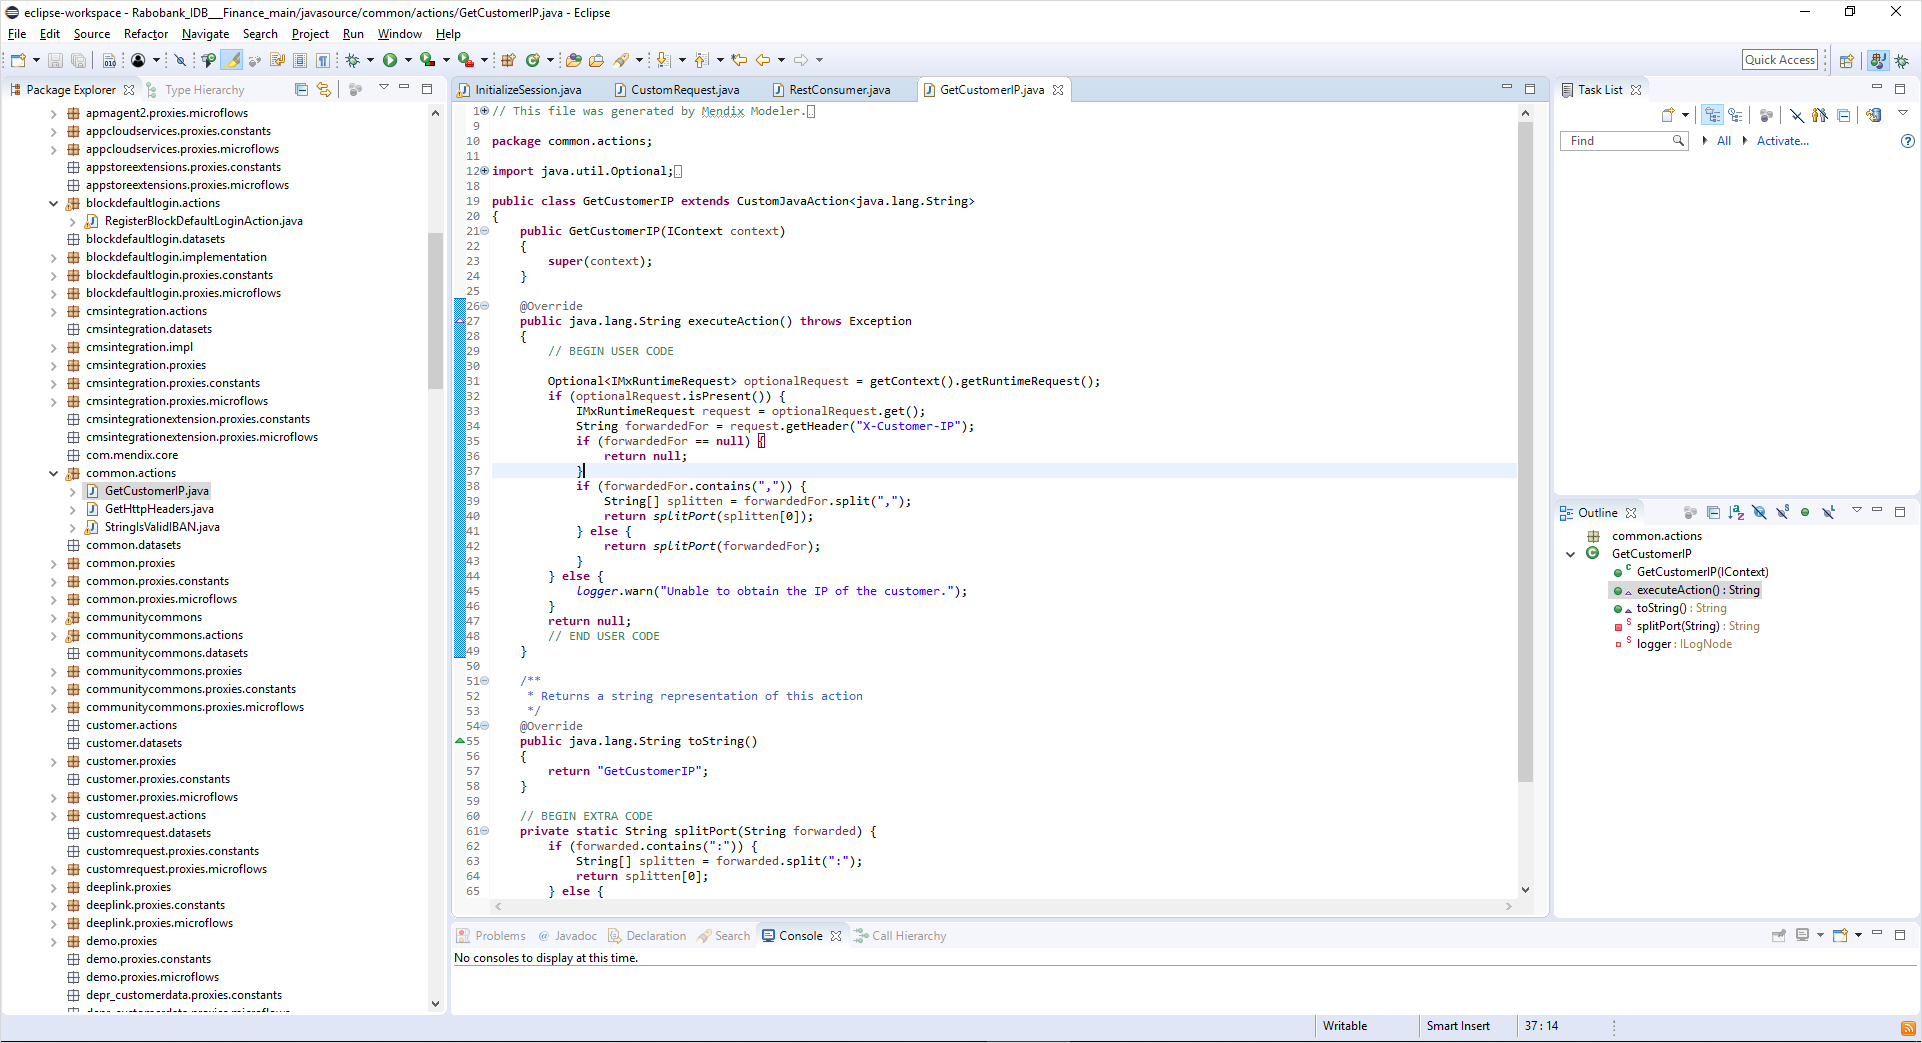 eclipse-workspace - Rabobank_IDB___Finance_main/javasource/common/actions/GetCustomerIP.java - Eclipse
File Edit Source Refactor Navigate Search Project Run Window Help
Quick Access
Package Explorer Type Hierarchy
apmagent2.proxies.microflows
appcloudservices.proxies.constants
appcloudservices.proxies.microflows
appstoreextensions.proxies.constants
appstoreextensions.proxies.microflows
blockdefaultlogin.actions
RegisterBlockDefaultLoginAction.java
blockdefaultlogin.datasets
blockdefaultlogin.implementation
blockdefaultlogin.proxies.constants
blockdefaultlogin.proxies.microflows
cmsintegration.actions
cmsintegration.datasets
cmsintegration.impl
cmsintegration.proxies
cmsintegration.proxies.constants
cmsintegration.proxies.microflows
cmsintegrationextension.proxies.constants
cmsintegrationextension.proxies.microflows
com.mendix.core
common.actions
GetCustomerIP.java
GetHttpHeaders.java
StringIsValidIBAN.java
common.datasets
common.proxies
common.proxies.constants
common.proxies.microflows
communitycommons
communitycommons.actions
communitycommons.datasets
communitycommons.proxies
communitycommons.proxies.constants
communitycommons.proxies.microflows
customer.actions
customer.datasets
customer.proxies
customer.proxies.constants
customer.proxies.microflows
customrequest.actions
customrequest.datasets
customrequest.proxies.constants
customrequest.proxies.microflows
deeplink.proxies
deeplink.proxies.constants
deeplink.proxies.microflows
demo.proxies
demo.proxies.constants
demo.proxies.microflows
depr_customerdata.proxies.constants
InitializeSession.java CustomRequest.java RestConsumer.java GetCustomerIP.java
1 // This file was generated by Mendix Modeler.
9
10 package common.actions;
11
12 import java.util.Optional;
18
19 public class GetCustomerIP extends CustomJavaAction<java.lang.String>
20 {
21 public GetCustomerIP(IContext context)
22 {
23 super(context);
24 }
25
26 @Override
27 public java.lang.String executeAction() throws Exception
28 {
29 // BEGIN USER CODE
30
31 Optional<IMxRuntimeRequest> optionalRequest = getContext().getRuntimeRequest();
32 if (optionalRequest.isPresent()) {
33 IMxRuntimeRequest request = optionalRequest.get();
34 String forwardedFor = request.getHeader("X-Customer-IP");
35 if (forwardedFor == null) {
36 return null;
37 }
38 if (forwardedFor.contains(",")) {
39 String[] splitten = forwardedFor.split(",");
40 return splitPort(splitten[0]);
41 } else {
42 return splitPort(forwardedFor);
43 }
44 } else {
45 logger.warn("Unable to obtain the IP of the customer.");
46 }
47 return null;
48 // END USER CODE
49 }
50
51 /**
52 * Returns a string representation of this action
53 */
54 @Override
55 public java.lang.String toString()
56 {
57 return "GetCustomerIP";
58 }
59
60 // BEGIN EXTRA CODE
61 private static String splitPort(String forwarded) {
62 if (forwarded.contains(":")) {
63 String[] splitten = forwarded.split(":");
64 return splitten[0];
65 } else {
Task List
Find All Activate...
Outline
common.actions
GetCustomerIP
GetCustomerIP(IContext)
executeAction() : String
toString() : String
splitPort(String) : String
logger : ILogNode
Problems Javadoc Declaration Search Console Call Hierarchy
No consoles to display at this time.
Writable Smart Insert 37 : 14